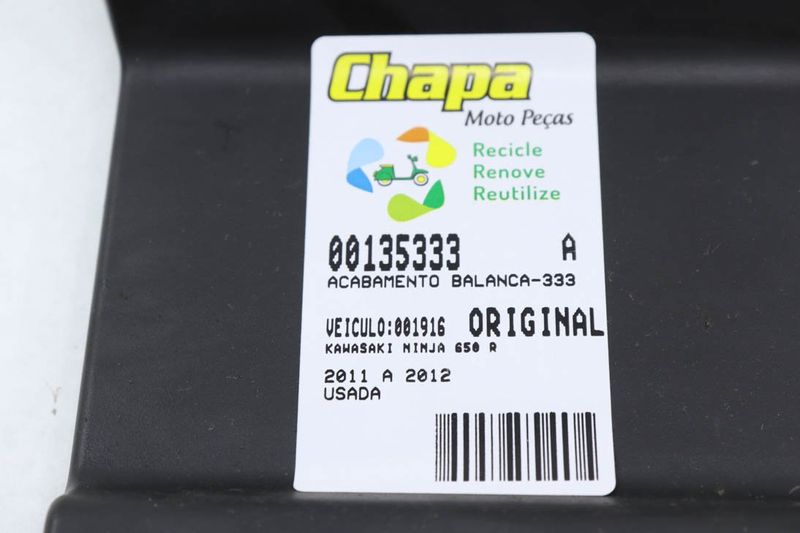 Chapa
Moto Peças
Recicle
Renove
Reutilize
00135333 A
ACABAMENTO BALANCA-333
VEICULO:001916 ORIGINAL
KAWASAKI NINJA 650 R
2011 A 2012
USADA